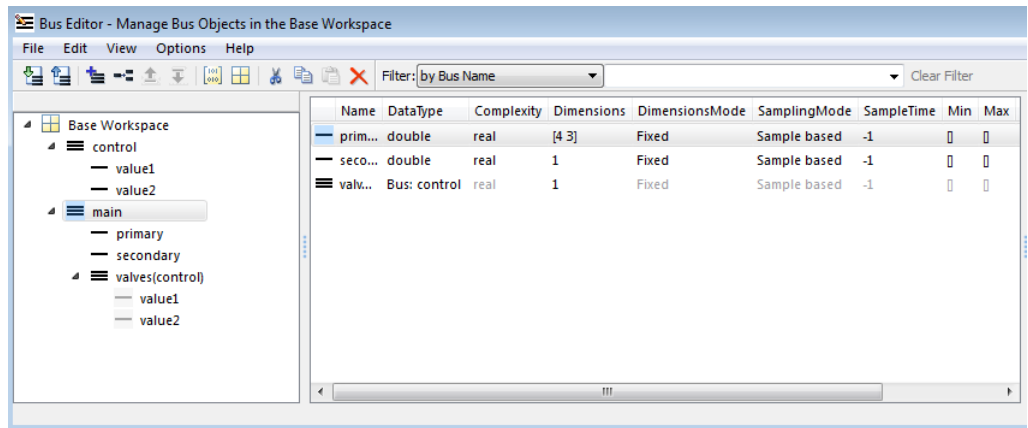 Bus Editor - Manage Bus Objects in the Base Workspace
File Edit View Options Help
Filter: by Bus Name Clear Filter
Base Workspace
control
value1
value2
main
primary
secondary
valves(control)
value1
value2
Name DataType Complexity Dimensions DimensionsMode SamplingMode SampleTime Min Max
prim... double real [4 3] Fixed Sample based -1 [] []
seco... double real 1 Fixed Sample based -1 [] []
valv... Bus: control real 1 Fixed Sample based -1 [] []